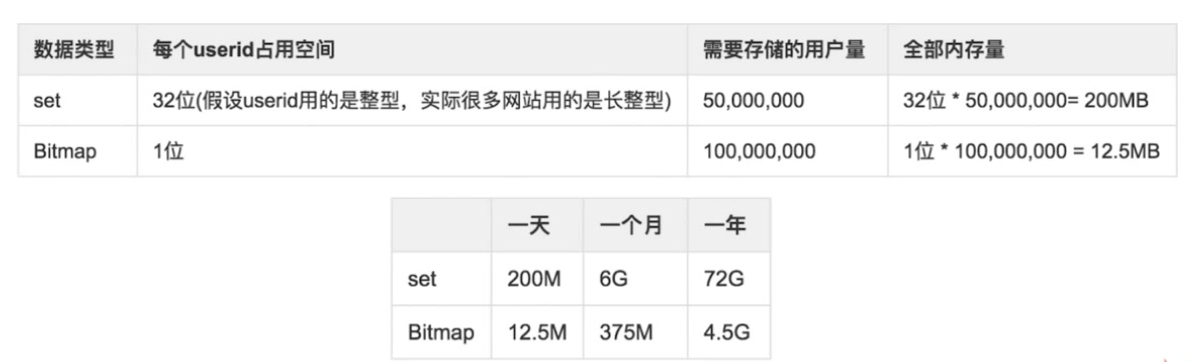 数据类型 每个userid占用空间 需要存储的用户量 全部内存量
set 32位(假设userid用的是整型，实际很多网站用的是长整型) 50,000,000 32位 * 50,000,000= 200MB
Bitmap 1位 100,000,000 1位 * 100,000,000 = 12.5MB
一天 一个月 一年
set 200M 6G 72G
Bitmap 12.5M 375M 4.5G